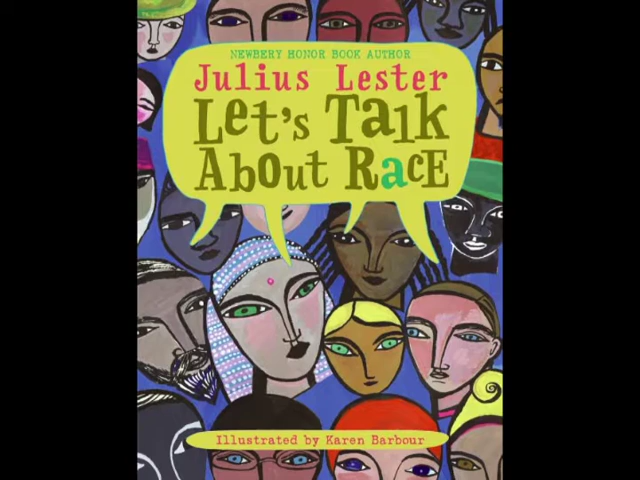 NEWBERY HONOR BOOK AUTHOR
Julius Lester
Let's Talk
About Race
Illustrated by Karen Barbour